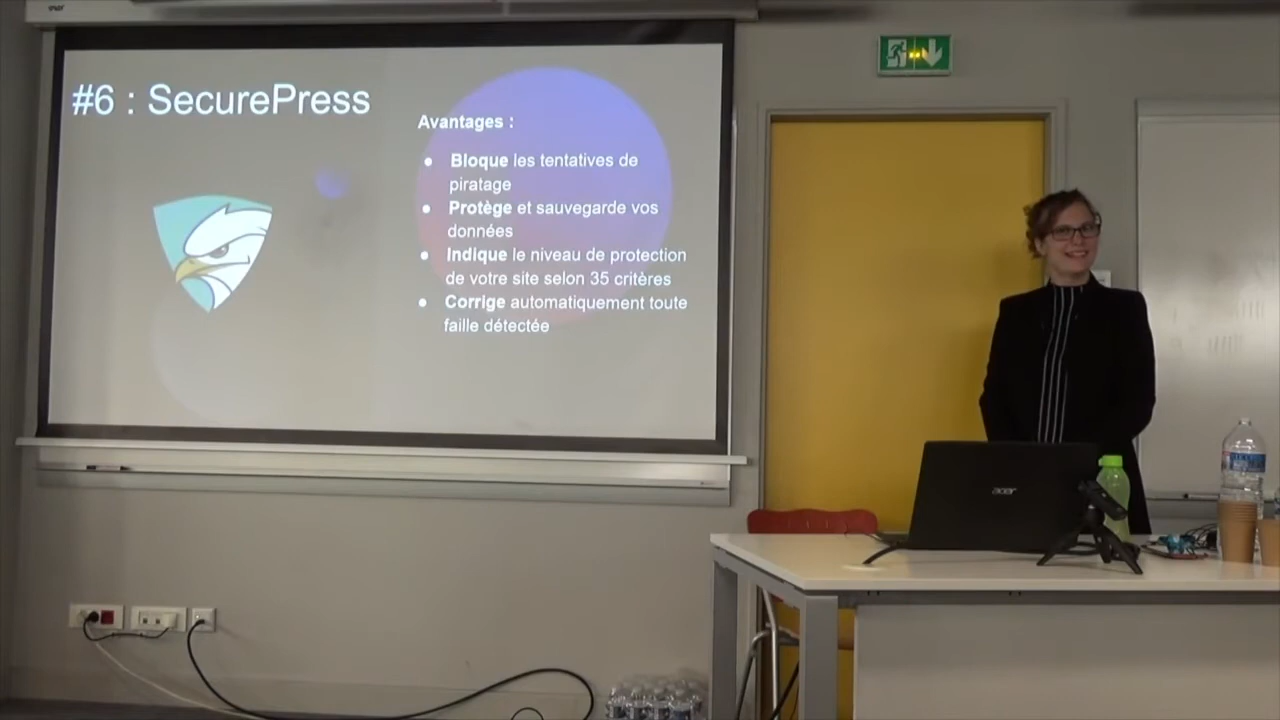 #6 : SecurePress
Avantages :
● Bloque les tentatives de
piratage
● Protège et sauvegarde vos
données
● Indique le niveau de protection
de votre site selon 35 critères
● Corrige automatiquement toute
faille détectée
acer